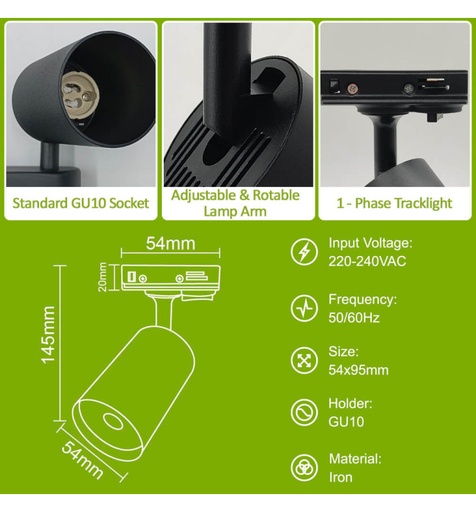 Standard GU10 Socket
Adjustable & Rotable
Lamp Arm
1 - Phase Tracklight
54mm
20mm
145mm
54mm
Input Voltage:
220-240VAC
Frequency:
50/60Hz
Size:
54x95mm
Holder:
GU10
Material:
Iron